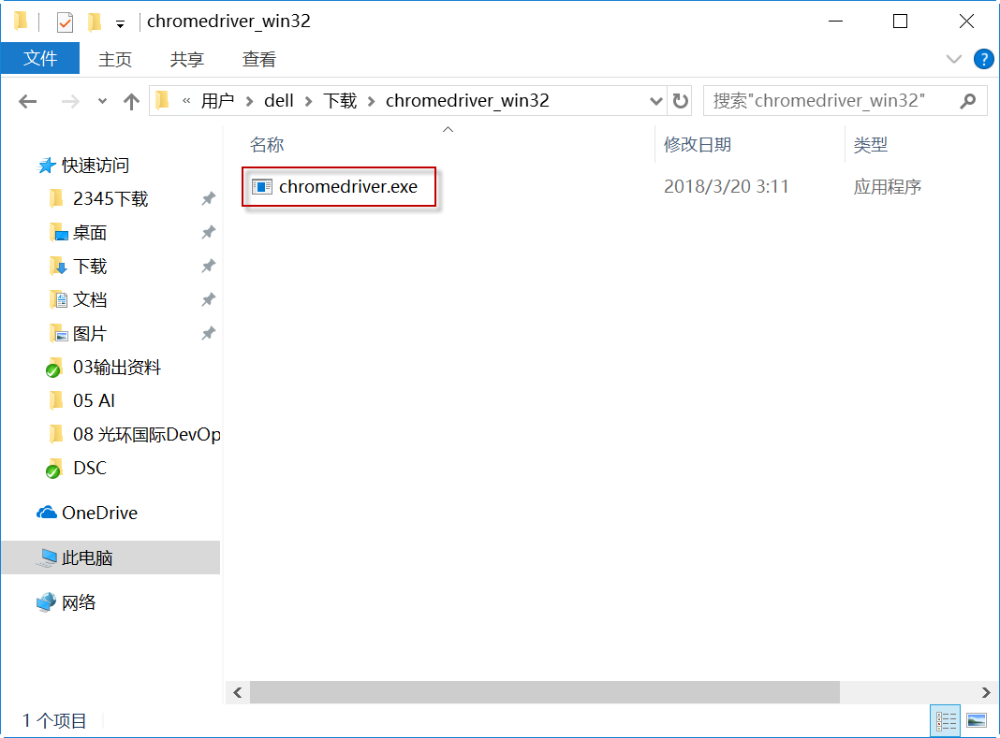 chromedriver_win32
文件 主页 共享 查看 ?
« 用户 > dell > 下载 > chromedriver_win32 搜索"chromedriver_win32"
名称 修改日期 类型
chromedriver.exe 2018/3/20 3:11 应用程序
快速访问
2345下载
桌面
下载
文档
图片
03输出资料
05 AI
08 光环国际DevOp
DSC
OneDrive
此电脑
网络
1 个项目